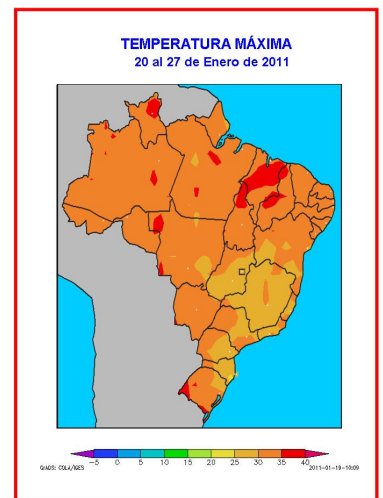 TEMPERATURA MÁXIMA
20 al 27 de Enero de 2011
-5 0 5 10 15 20 25 30 35 40
GrADS: COLA/IGES 2011-01-19-10:09